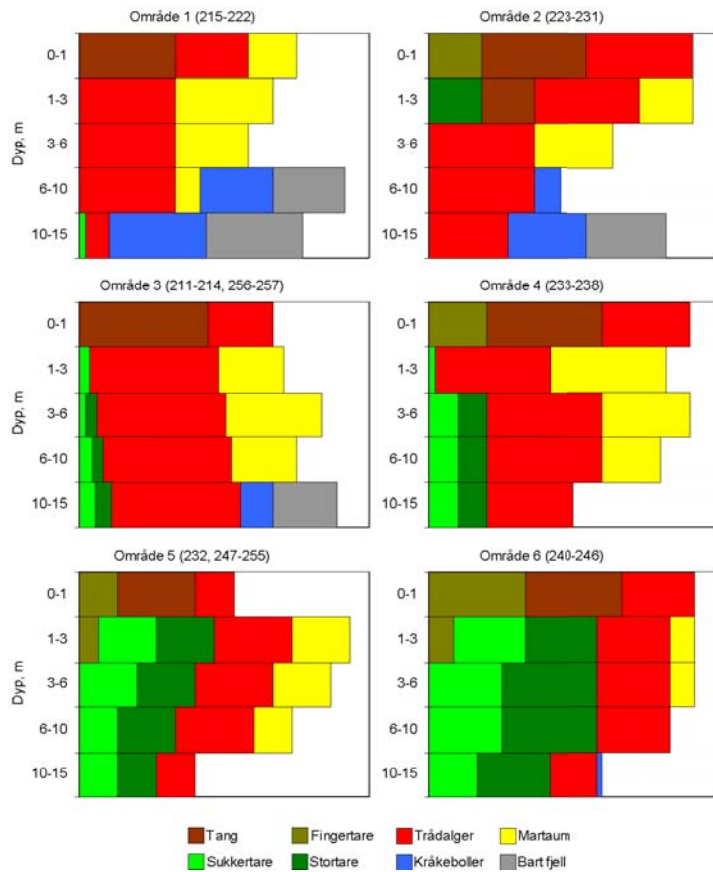 Område 1 (215-222)
Område 2 (223-231)
Dyp, m
0-1
1-3
3-6
6-10
10-15
0-1
1-3
3-6
6-10
10-15
Område 3 (211-214, 256-257)
Område 4 (233-238)
Dyp, m
0-1
1-3
3-6
6-10
10-15
0-1
1-3
3-6
6-10
10-15
Område 5 (232, 247-255)
Område 6 (240-246)
Dyp, m
0-1
1-3
3-6
6-10
10-15
0-1
1-3
3-6
6-10
10-15
Tang Fingertare Trådalger Martaum
Sukkertare Stortare Kråkeboller Bart fjell